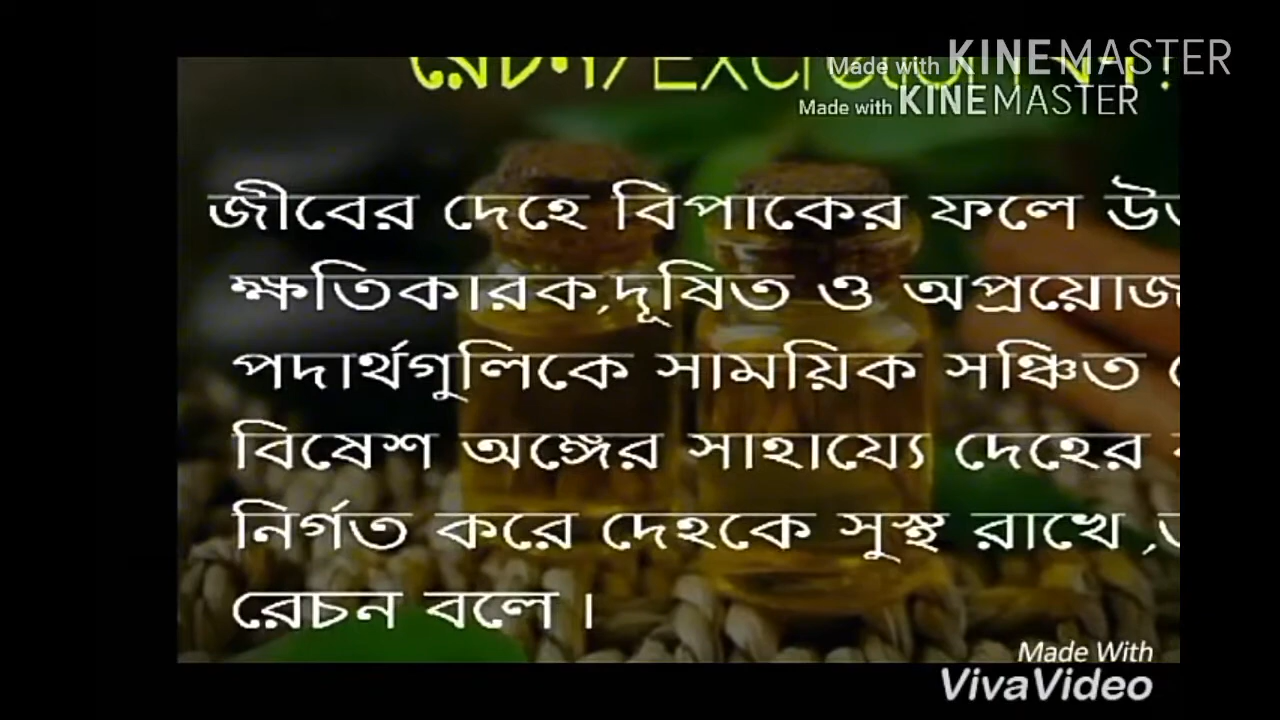 Made with KINEMASTER
Made with KINEMASTER
জীবের দেহে বিপাকের ফলে
ক্ষতিকারক,দূষিত ও
পদার্থগুলিকে সাময়িক সঞ্চিত
বিষেশ অঙ্গের সাহায্যে দেহের
নির্গত করে দেহকে সুস্থ রাখে ,
রেচন বলে ।
Made With
VivaVideo